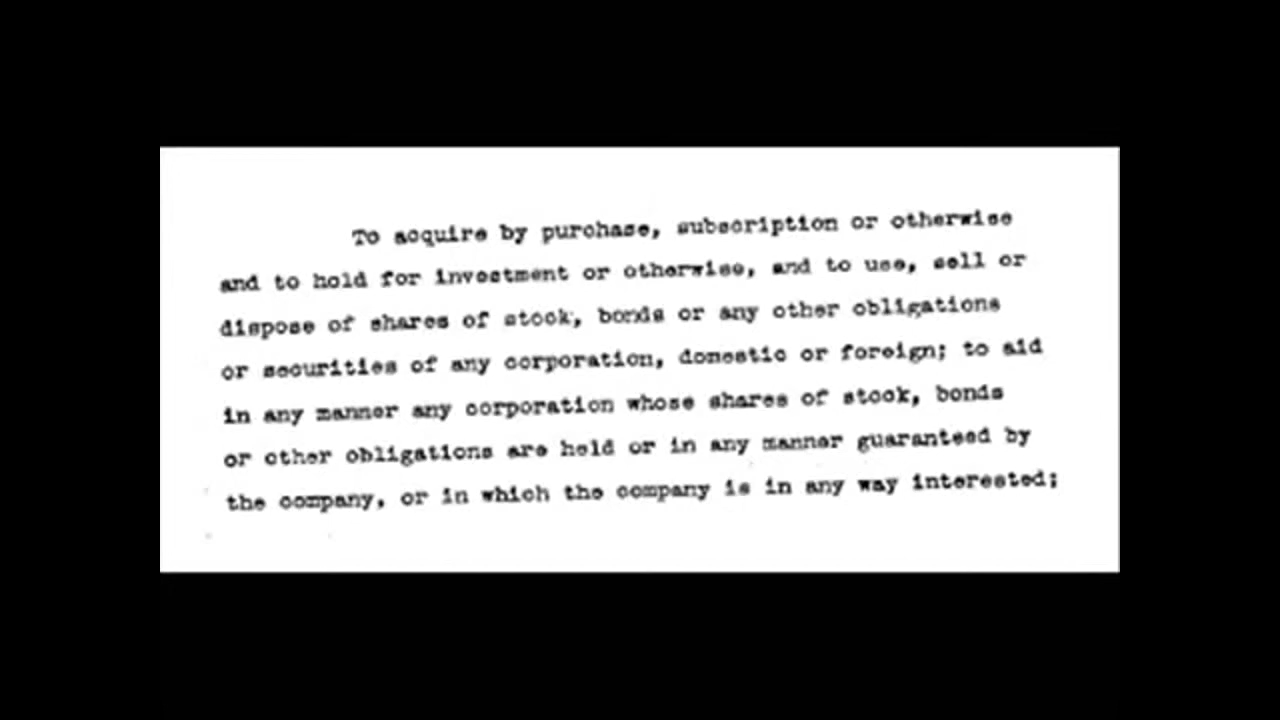 To acquire by purchase, subscription or otherwise
and to hold for investment or otherwise, and to use, sell or
dispose of shares of stock, bonds or any other obligations
or securities of any corporation, domestic or foreign; to aid
in any manner any corporation whose shares of stock, bonds
or other obligations are held or in any manner guaranteed by
the company, or in which the company is in any way interested;